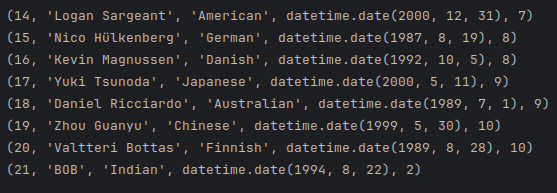 (14, 'Logan Sargeant', 'American', datetime.date(2000, 12, 31), 7)
(15, 'Nico Hülkenberg', 'German', datetime.date(1987, 8, 19), 8)
(16, 'Kevin Magnussen', 'Danish', datetime.date(1992, 10, 5), 8)
(17, 'Yuki Tsunoda', 'Japanese', datetime.date(2000, 5, 11), 9)
(18, 'Daniel Ricciardo', 'Australian', datetime.date(1989, 7, 1), 9)
(19, 'Zhou Guanyu', 'Chinese', datetime.date(1999, 5, 30), 10)
(20, 'Valtteri Bottas', 'Finnish', datetime.date(1989, 8, 28), 10)
(21, 'BOB', 'Indian', datetime.date(1994, 8, 22), 2)